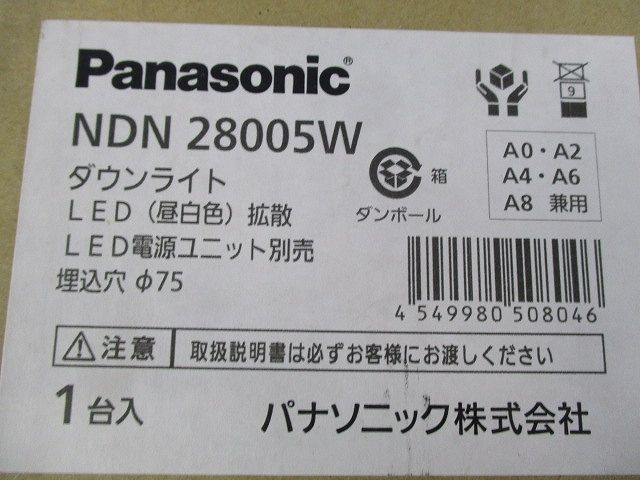 Panasonic®
NDN 28005W
ダウンライト
LED（昼白色）拡散
LED電源ユニット別売
埋込穴 φ75
箱
ダンボール
9
A0・A2
A4・A6
A8 兼用
4 549980 508046
注意
取扱説明書は必ずお客様にお渡しください
1台入
パナソニック株式会社